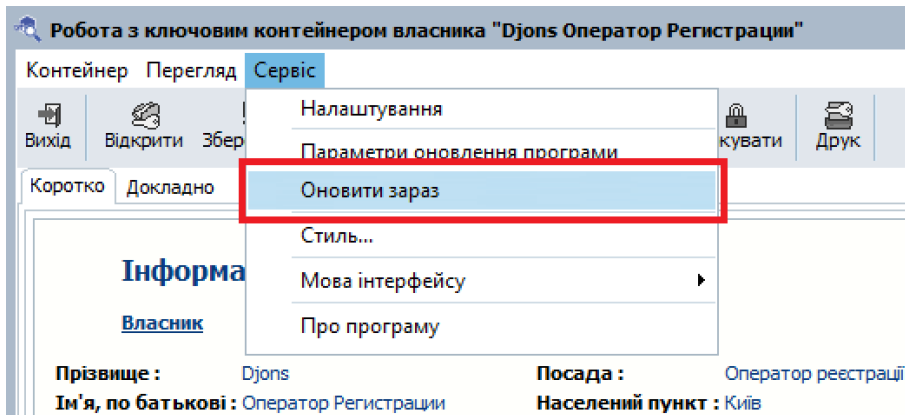 Робота з ключовим контейнером власника "Djons Оператор Регистрации"
Контейнер Перегляд Сервіс
Вихід Відкрити Збер кувати Друк
Налаштування
Параметри оновлення програми
Оновити зараз
Стиль...
Мова інтерфейсу
Про програму
Коротко Докладно
Інформа
Власник
Прізвище : Djons Посада : Оператор реєстрації
Ім'я, по батькові : Оператор Регистрации Населений пункт : Київ